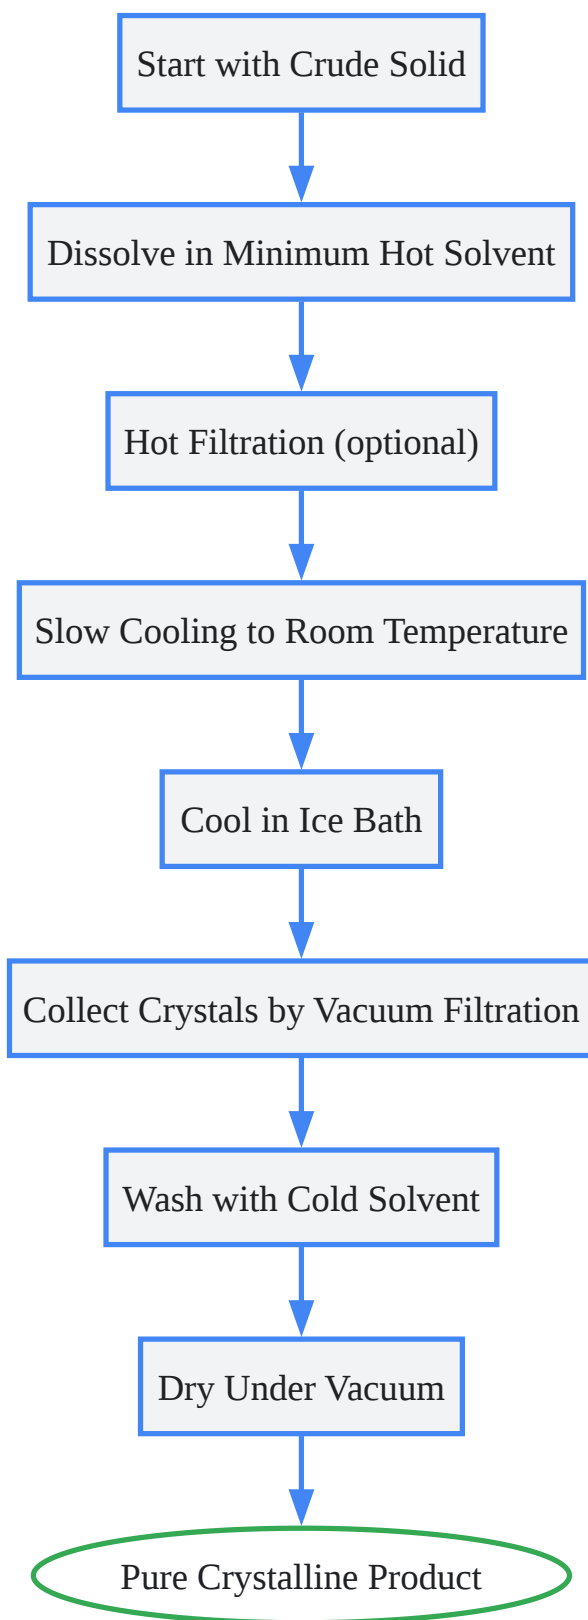 Start with Crude Solid
Dissolve in Minimum Hot Solvent
Hot Filtration (optional)
Slow Cooling to Room Temperature
Cool in Ice Bath
Collect Crystals by Vacuum Filtration
Wash with Cold Solvent
Dry Under Vacuum
Pure Crystalline Product